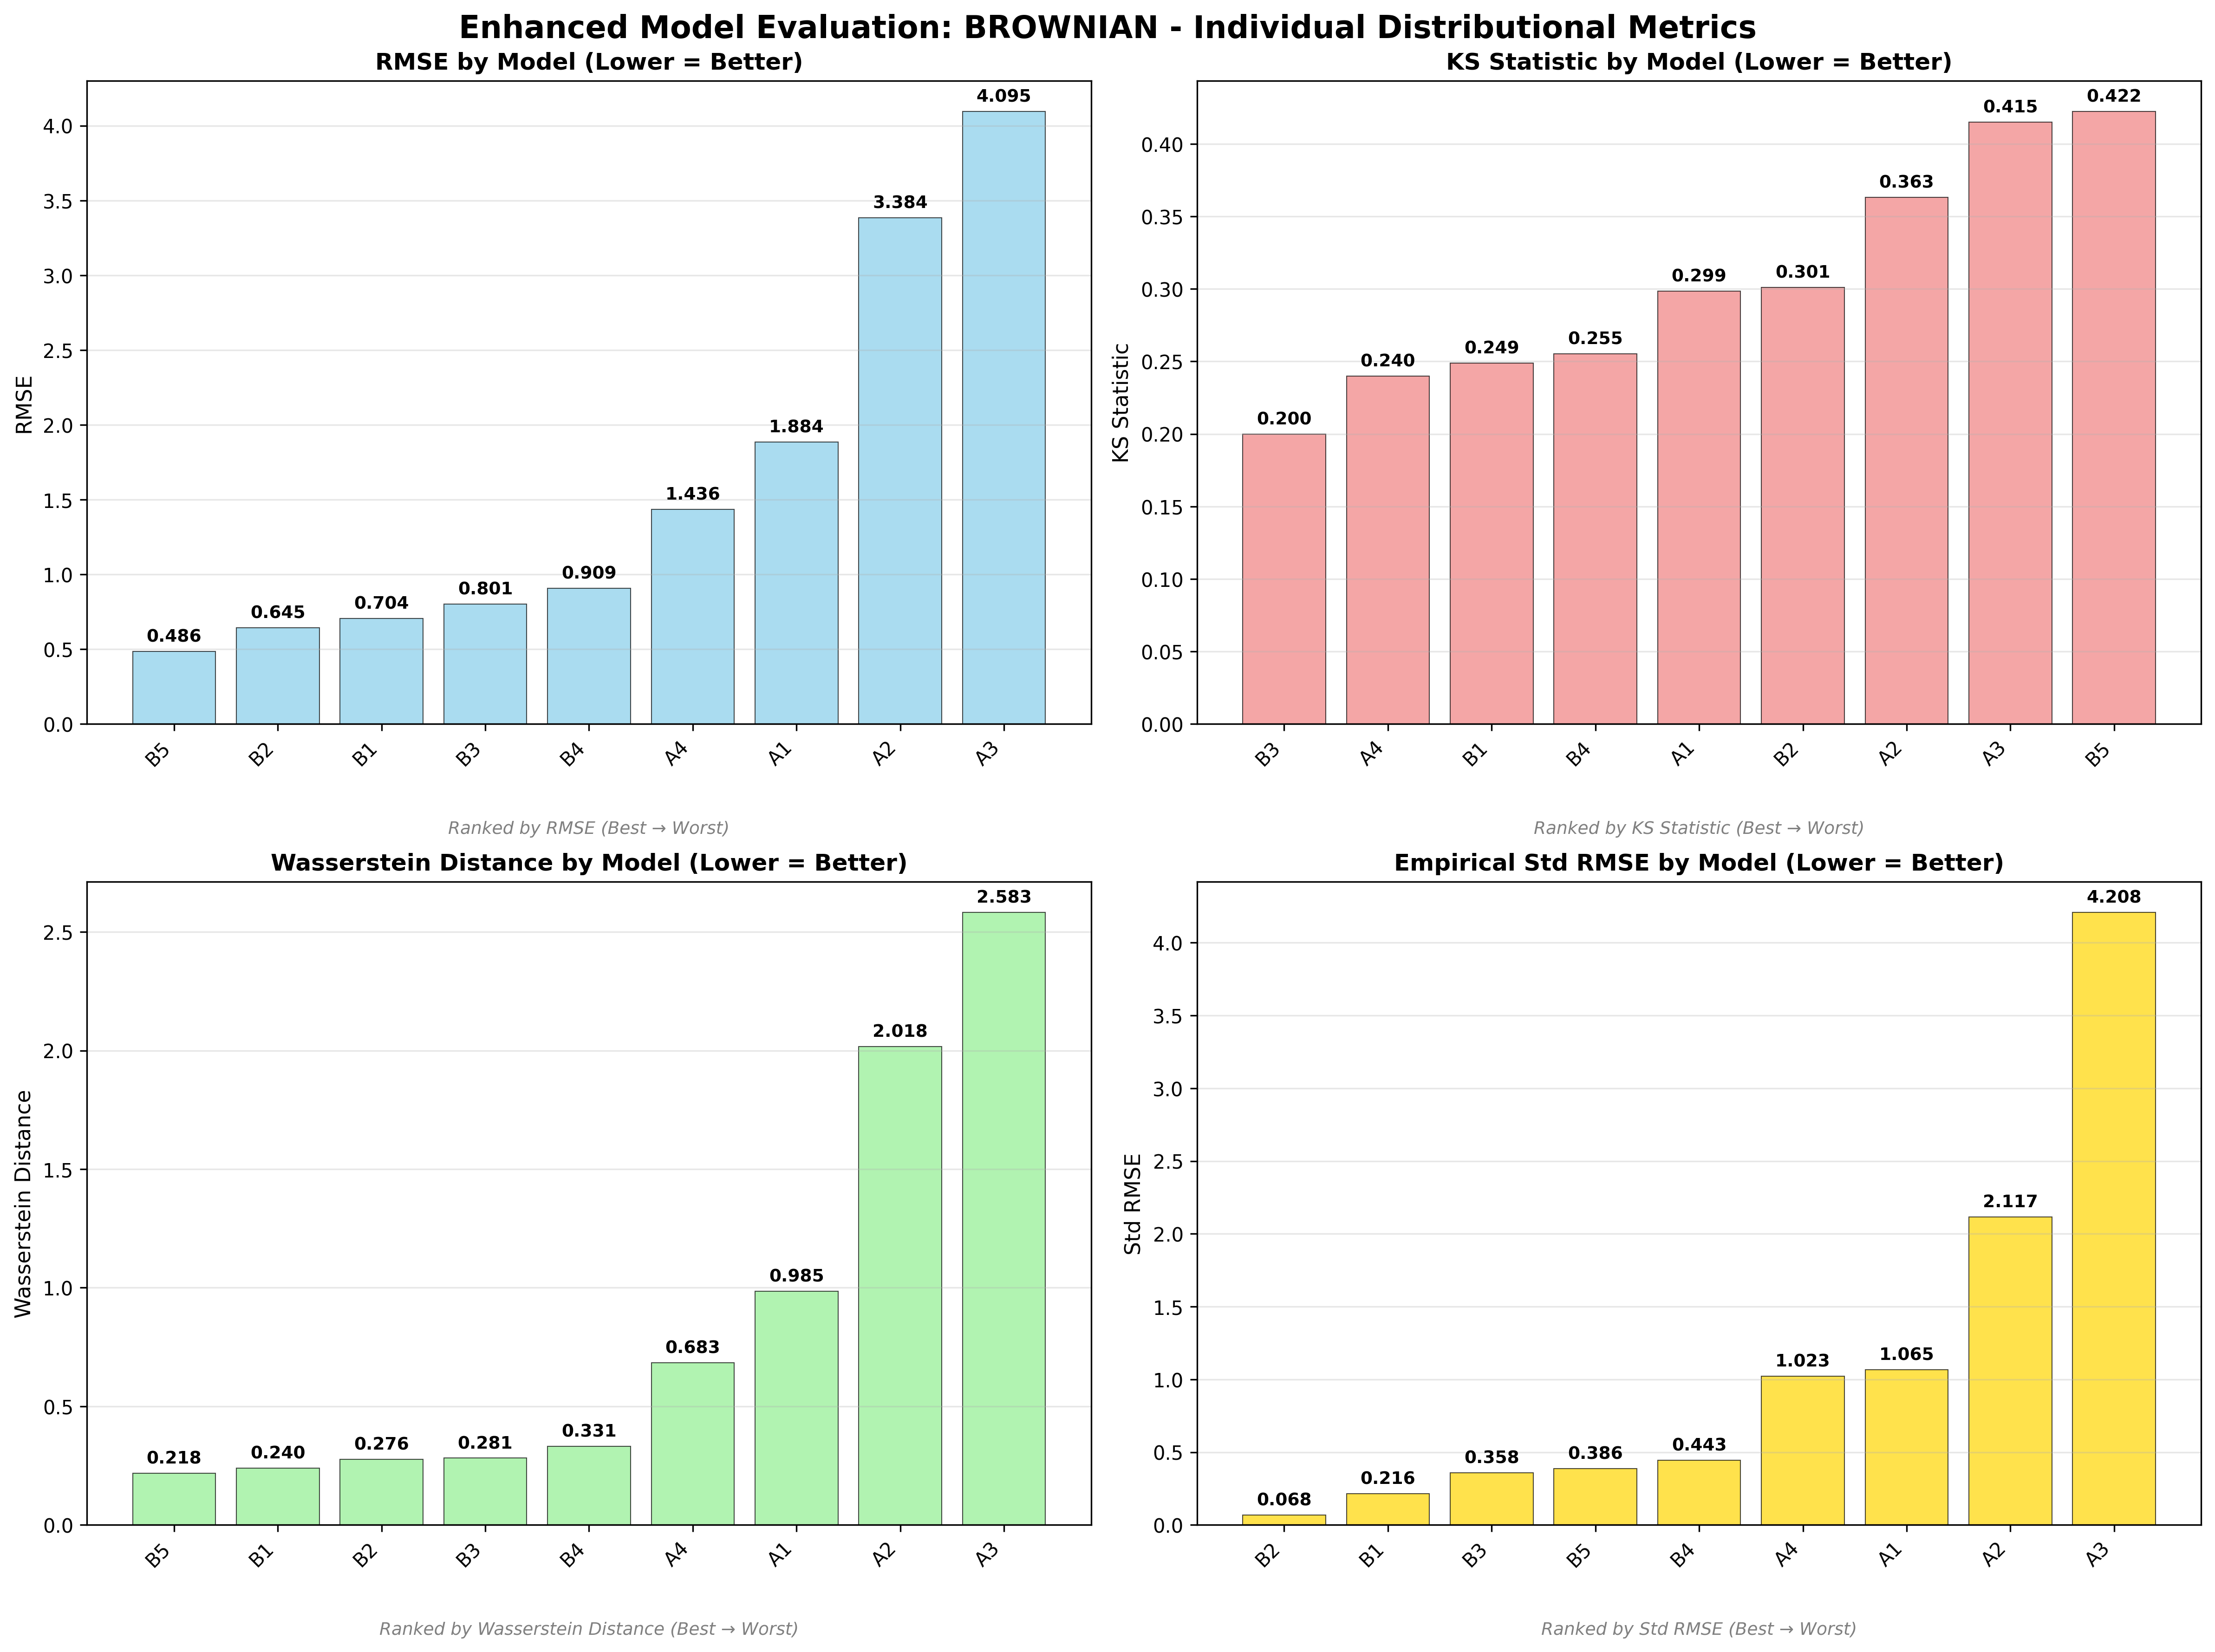 Enhanced Model Evaluation: BROWNIAN - Individual Distributional Metrics
RMSE by Model (Lower = Better)
RMSE
4.0
3.5
3.0
2.5
2.0
1.5
1.0
0.5
0.0
0.486
0.645
0.704
0.801
0.909
1.436
1.884
3.384
4.095
B5
B2
B1
B3
B4
A4
A1
A2
A3
Ranked by RMSE (Best → Worst)
KS Statistic by Model (Lower = Better)
KS Statistic
0.40
0.35
0.30
0.25
0.20
0.15
0.10
0.05
0.00
0.200
0.240
0.249
0.255
0.299
0.301
0.363
0.415
0.422
B3
A4
B1
B4
A1
B2
A2
A3
B5
Ranked by KS Statistic (Best → Worst)
Wasserstein Distance by Model (Lower = Better)
Wasserstein Distance
2.5
2.0
1.5
1.0
0.5
0.0
0.218
0.240
0.276
0.281
0.331
0.683
0.985
2.018
2.583
B5
B1
B2
B3
B4
A4
A1
A2
A3
Ranked by Wasserstein Distance (Best → Worst)
Empirical Std RMSE by Model (Lower = Better)
Std RMSE
4.0
3.5
3.0
2.5
2.0
1.5
1.0
0.5
0.0
0.068
0.216
0.358
0.386
0.443
1.023
1.065
2.117
4.208
B2
B1
B3
B5
B4
A4
A1
A2
A3
Ranked by Std RMSE (Best → Worst)